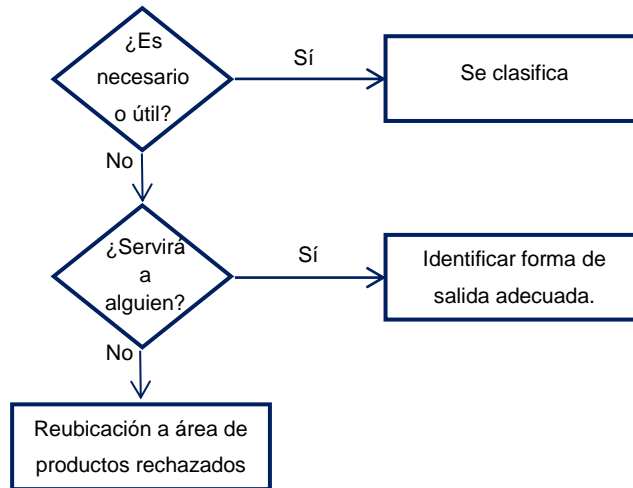 ¿Es
necesario
o útil?
Sí
Se clasifica
No
¿Servirá
a
alguien?
Sí
Identificar forma de
salida adecuada.
No
Reubicación a área de
productos rechazados